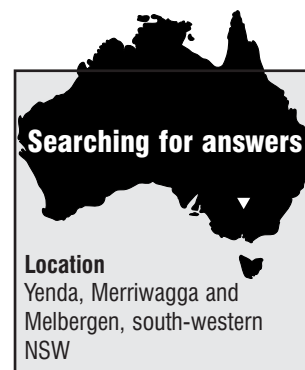 Searching for answers
Location
Yenda, Merriwagga and
Melbergen, south-western
NSW